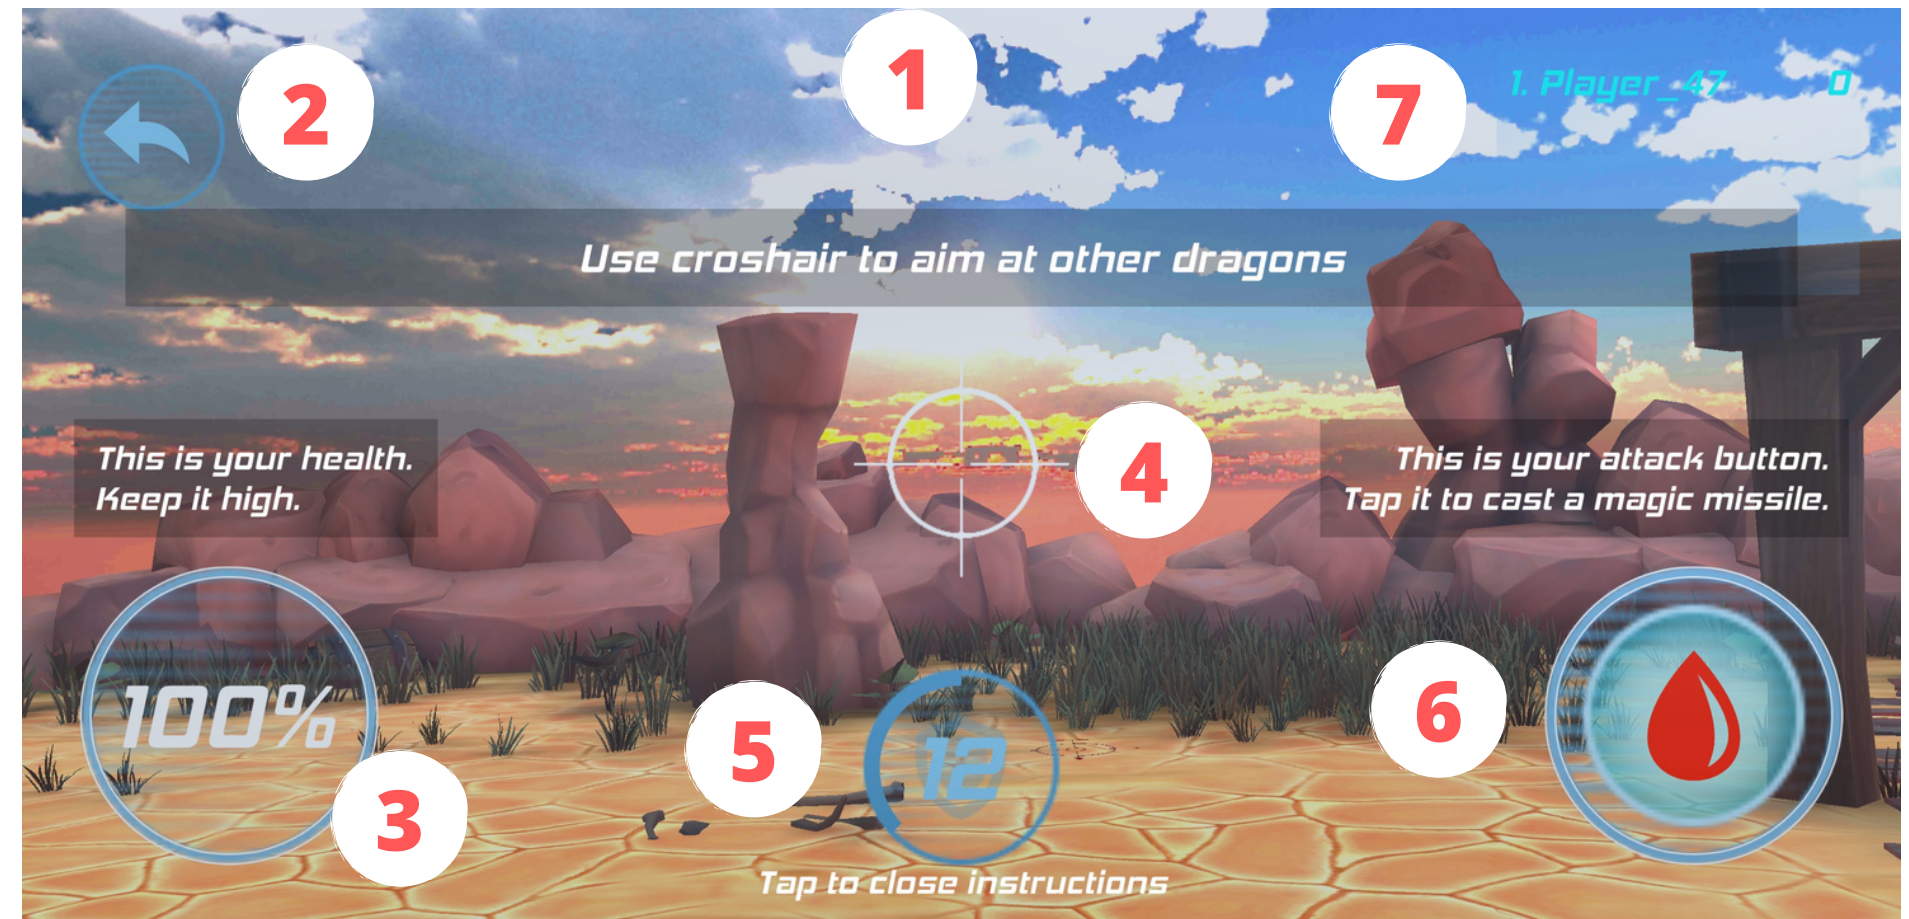 1
2
7
1. Player_47 0
Use croshair to aim at other dragons
This is your health.
Keep it high.
4
This is your attack button.
Tap it to cast a magic missile.
100%
3
5
12
6
Tap to close instructions